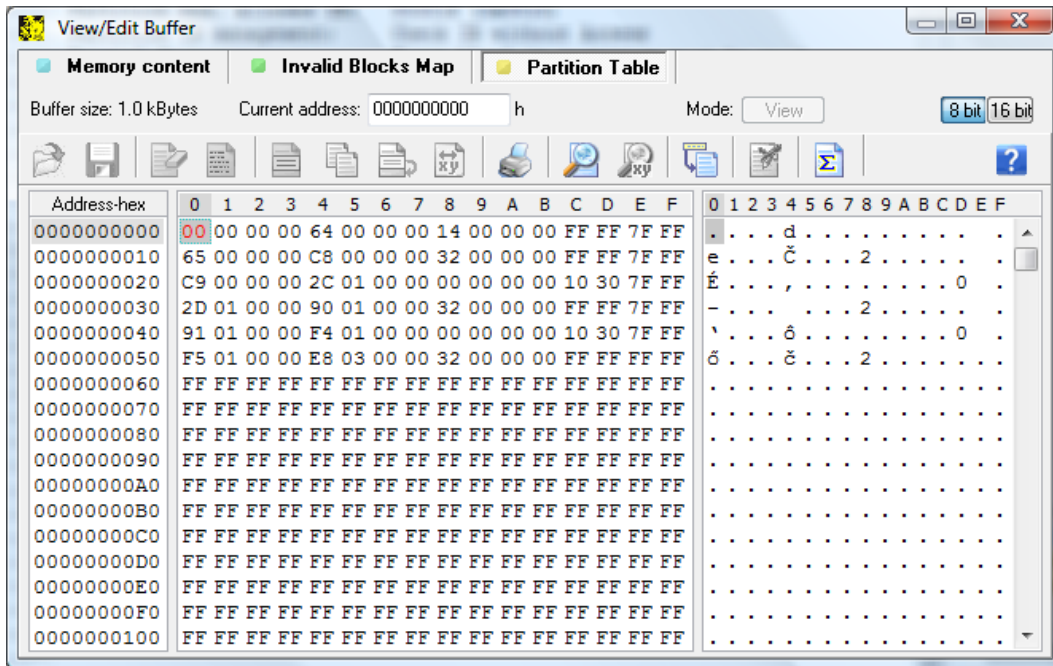 View/Edit Buffer
Memory content Invalid Blocks Map Partition Table
Buffer size: 1.0 kBytes Current address: 0000000000 h Mode: View 8 bit 16 bit
Address-hex 0 1 2 3 4 5 6 7 8 9 A B C D E F 0 1 2 3 4 5 6 7 8 9 A B C D E F
0000000000 00 00 00 00 64 00 00 00 14 00 00 00 FF FF 7F FF . . . . d . . . . . . . . . .
0000000010 65 00 00 00 C8 00 00 00 32 00 00 00 FF FF 7F FF e . . . Č . . . 2 . . . . . .
0000000020 C9 00 00 00 2C 01 00 00 00 00 00 00 10 30 7F FF É . . . , . . . . . . . . 0 .
0000000030 2D 01 00 00 90 01 00 00 32 00 00 00 FF FF 7F FF - . . . . . . 2 . . . . . .
0000000040 91 01 00 00 F4 01 00 00 00 00 00 00 10 30 7F FF ‘ . . . ô . . . . . . . . 0 .
0000000050 F5 01 00 00 E8 03 00 00 32 00 00 00 FF FF FF FF ő . . . č . . . 2 . . . . . . .
0000000060 FF FF FF FF FF FF FF FF FF FF FF FF FF FF FF FF . . . . . . . . . . . . . . . .
0000000070 FF FF FF FF FF FF FF FF FF FF FF FF FF FF FF FF . . . . . . . . . . . . . . . .
0000000080 FF FF FF FF FF FF FF FF FF FF FF FF FF FF FF FF . . . . . . . . . . . . . . . .
0000000090 FF FF FF FF FF FF FF FF FF FF FF FF FF FF FF FF . . . . . . . . . . . . . . . .
00000000A0 FF FF FF FF FF FF FF FF FF FF FF FF FF FF FF FF . . . . . . . . . . . . . . . .
00000000B0 FF FF FF FF FF FF FF FF FF FF FF FF FF FF FF FF . . . . . . . . . . . . . . . .
00000000C0 FF FF FF FF FF FF FF FF FF FF FF FF FF FF FF FF . . . . . . . . . . . . . . . .
00000000D0 FF FF FF FF FF FF FF FF FF FF FF FF FF FF FF FF . . . . . . . . . . . . . . . .
00000000E0 FF FF FF FF FF FF FF FF FF FF FF FF FF FF FF FF . . . . . . . . . . . . . . . .
00000000F0 FF FF FF FF FF FF FF FF FF FF FF FF FF FF FF FF . . . . . . . . . . . . . . . .
0000000100 FF FF FF FF FF FF FF FF FF FF FF FF FF FF FF FF . . . . . . . . . . . . . . . .